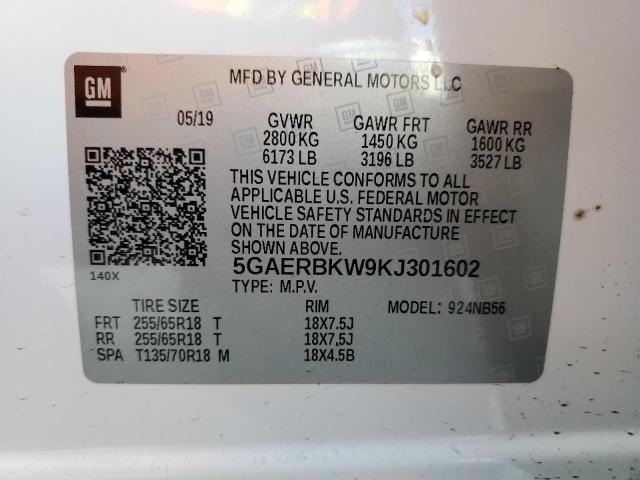 GM ®
MFD BY GENERAL MOTORS LLC
05/19 GVWR GAWR FRT GAWR RR
2800 KG 1450 KG 1600 KG
6173 LB 3196 LB 3527 LB
THIS VEHICLE CONFORMS TO ALL
APPLICABLE U.S. FEDERAL MOTOR
VEHICLE SAFETY STANDARDS IN EFFECT
ON THE DATE OF MANUFACTURE
SHOWN ABOVE.
140X
5GAERBKW9KJ301602
TYPE: M.P.V.
TIRE SIZE RIM MODEL: 924NB56
FRT 255/65R18 T 18X7.5J
RR 255/65R18 T 18X7.5J
SPA T135/70R18 M 18X4.5B